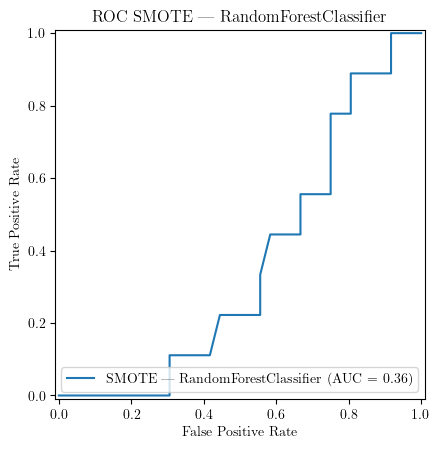 ROC SMOTE — RandomForestClassifier
1.0
0.8
0.6
0.4
0.2
0.0
True Positive Rate
SMOTE — RandomForestClassifier (AUC = 0.36)
0.0 0.2 0.4 0.6 0.8 1.0
False Positive Rate